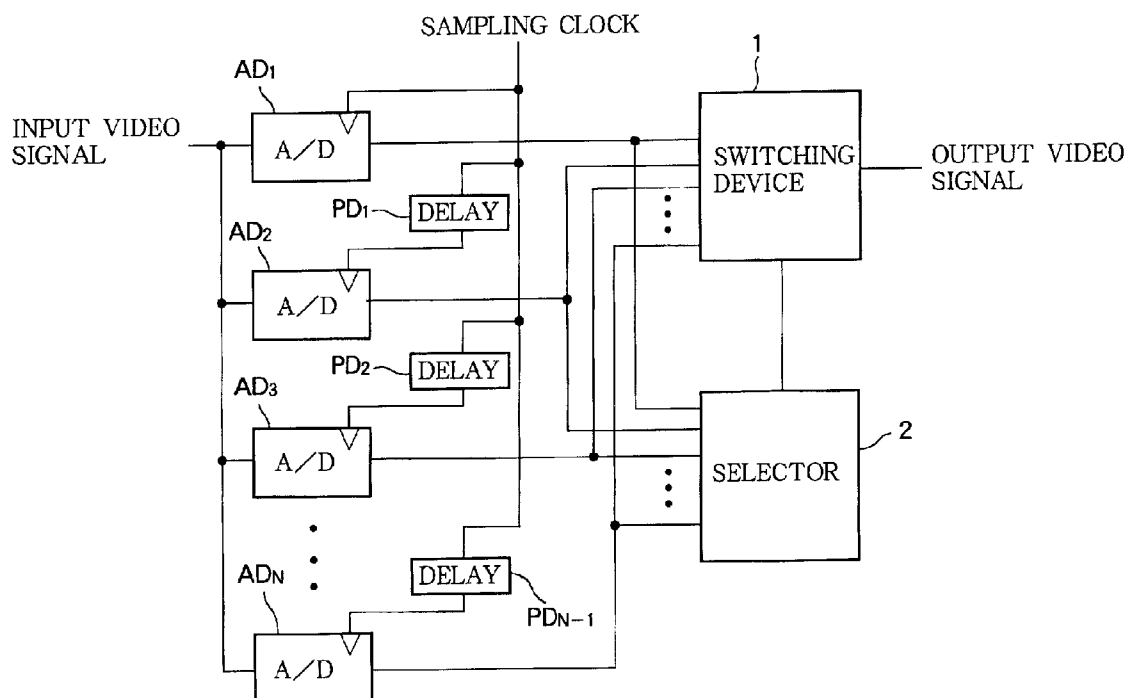 SAMPLING CLOCK
1
AD1
INPUT VIDEO
SIGNAL
A/D
SWITCHING
DEVICE
OUTPUT VIDEO
SIGNAL
PD1
DELAY
AD2
A/D
PD2
DELAY
AD3
2
A/D
SELECTOR
DELAY
ADN
PDN-1
A/D